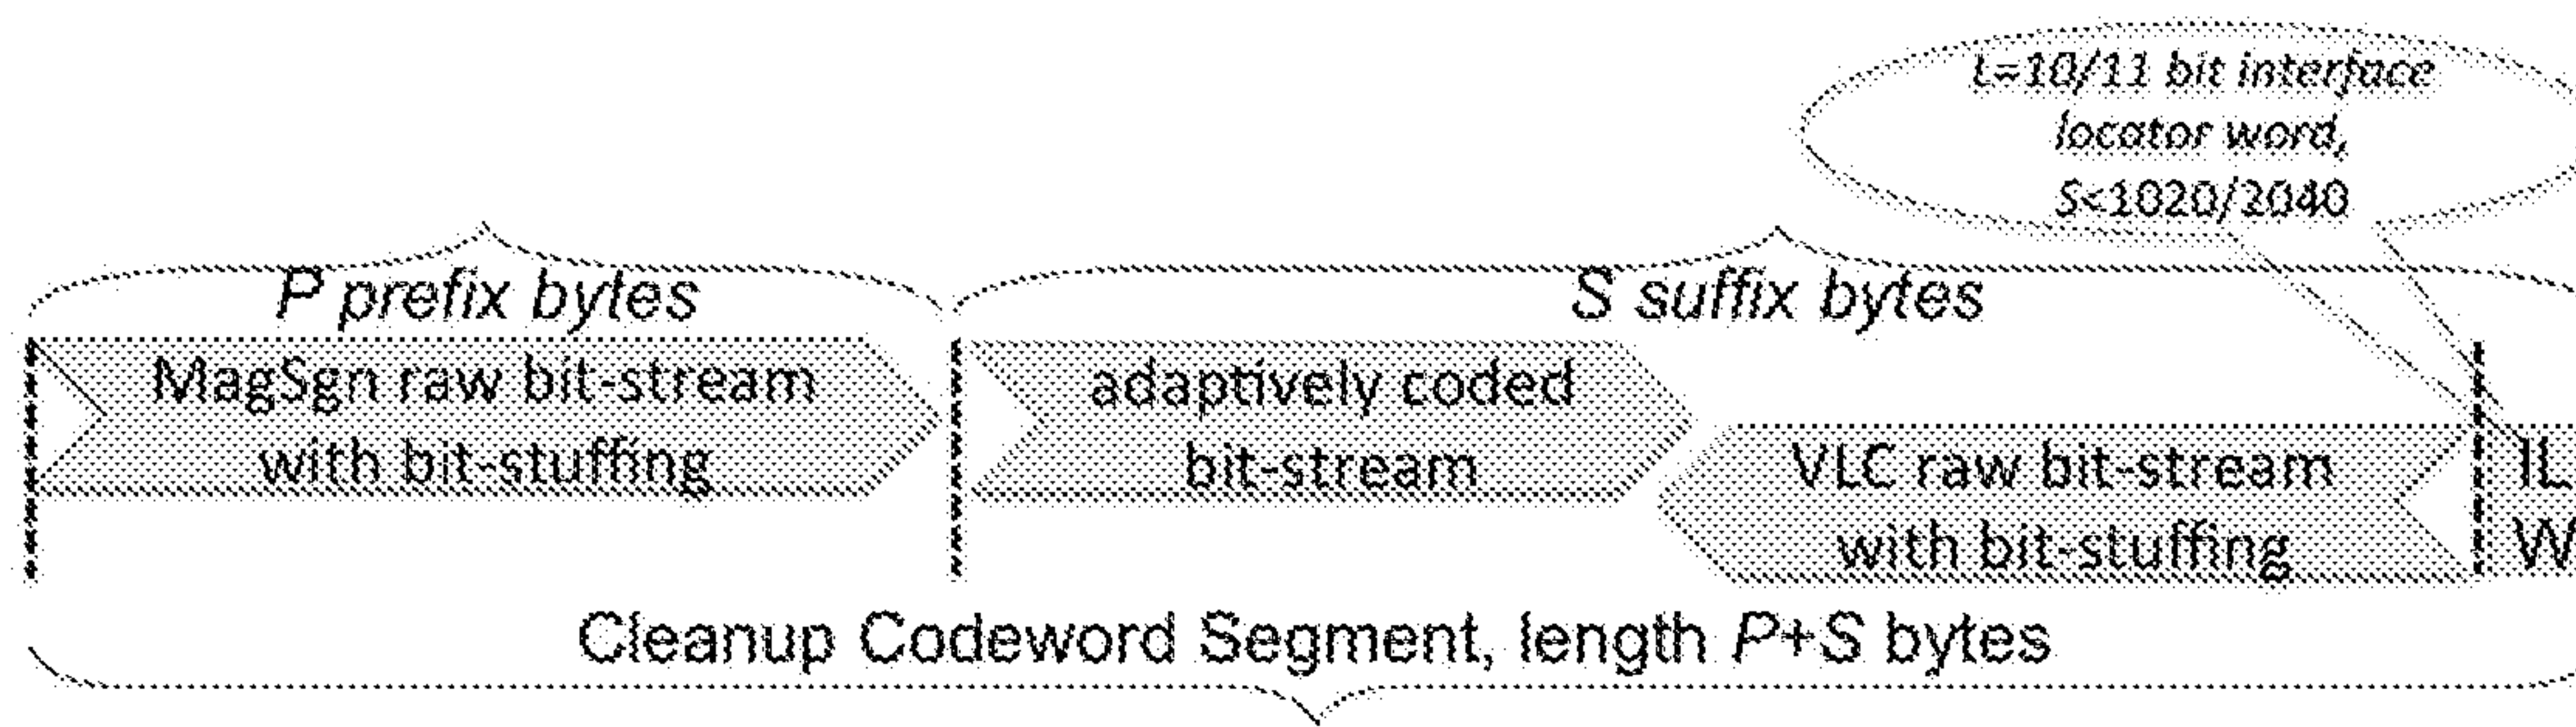 L=10/11 bit interface
locator word,
S<1020/2040
P prefix bytes
S suffix bytes
MagSgn raw bit-stream
with bit-stuffing
adaptively coded
bit-stream
VLC raw bit-stream
with bit-stuffing
IL
W
Cleanup Codeword Segment, length P+S bytes